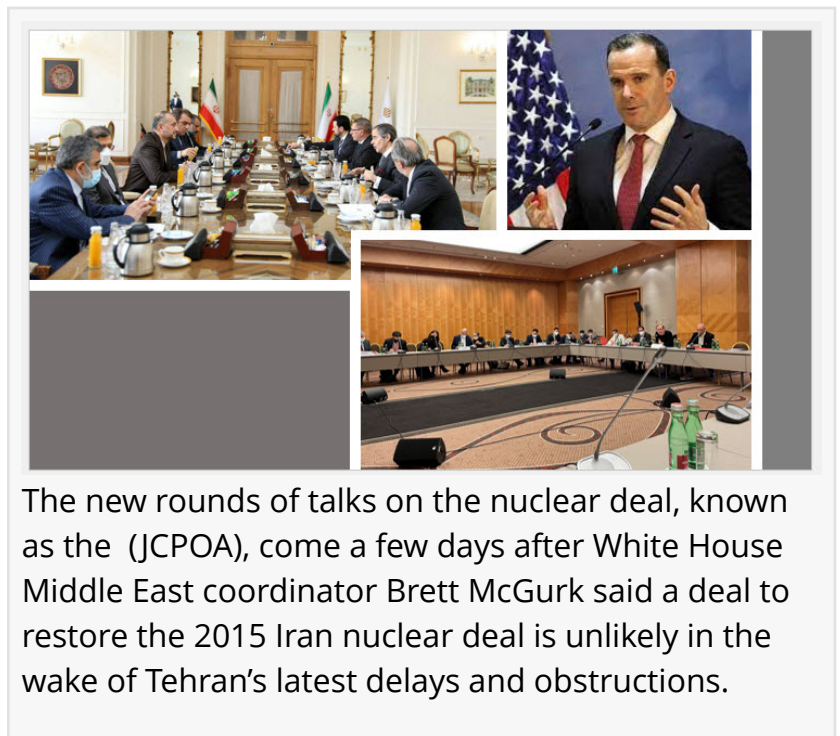 The new rounds of talks on the nuclear deal, known
as the  (JCPOA), come a few days after White House
Middle East coordinator Brett McGurk said a deal to
restore the 2015 Iran nuclear deal is unlikely in the
wake of Tehran’s latest delays and obstructions.